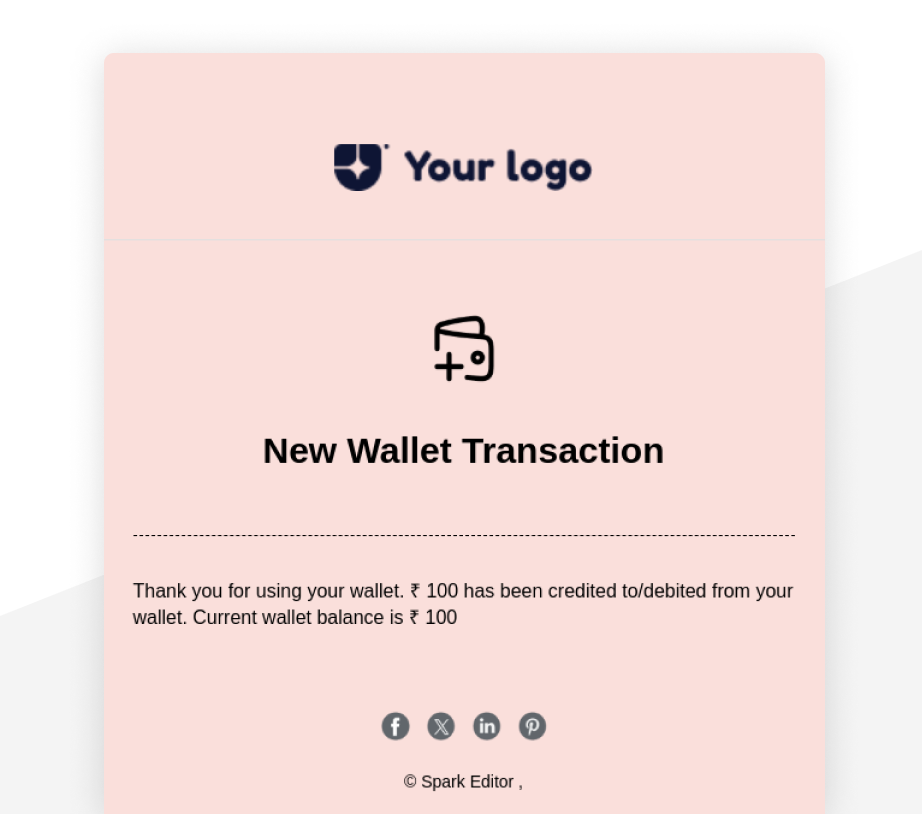 Your logo
New Wallet Transaction
Thank you for using your wallet. ₹ 100 has been credited to/debited from your
wallet. Current wallet balance is ₹ 100
© Spark Editor ,